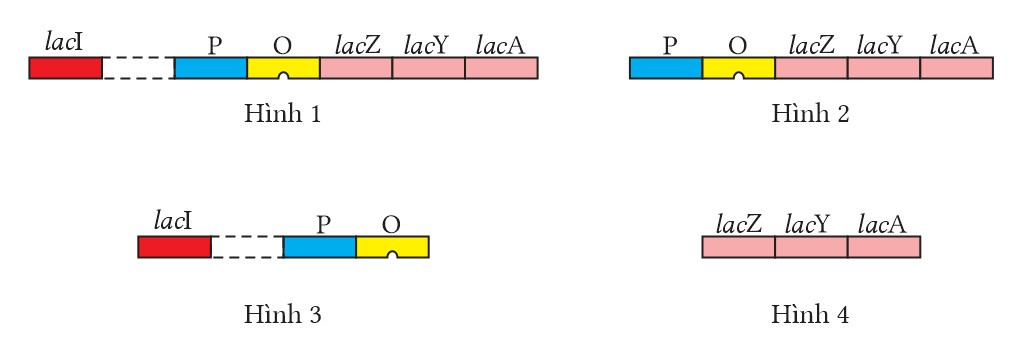 lacI P O lacZ lacY lacA
Hình 1
P O lacZ lacY lacA
Hình 2
lacI P O
Hình 3
lacZ lacY lacA
Hình 4